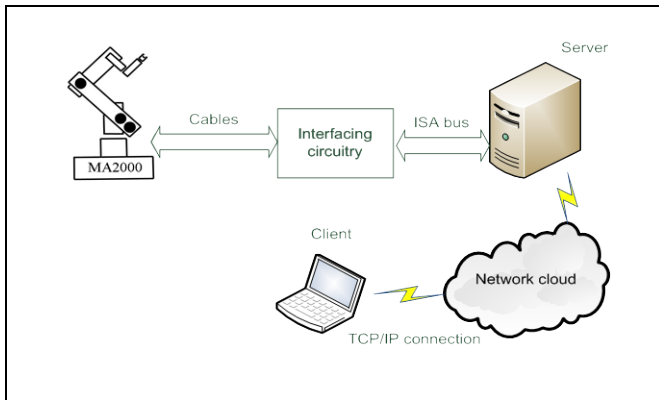 Server
Cables
ISA bus
Interfacing
circuitry
MA2000
Client
Network cloud
TCP/IP connection